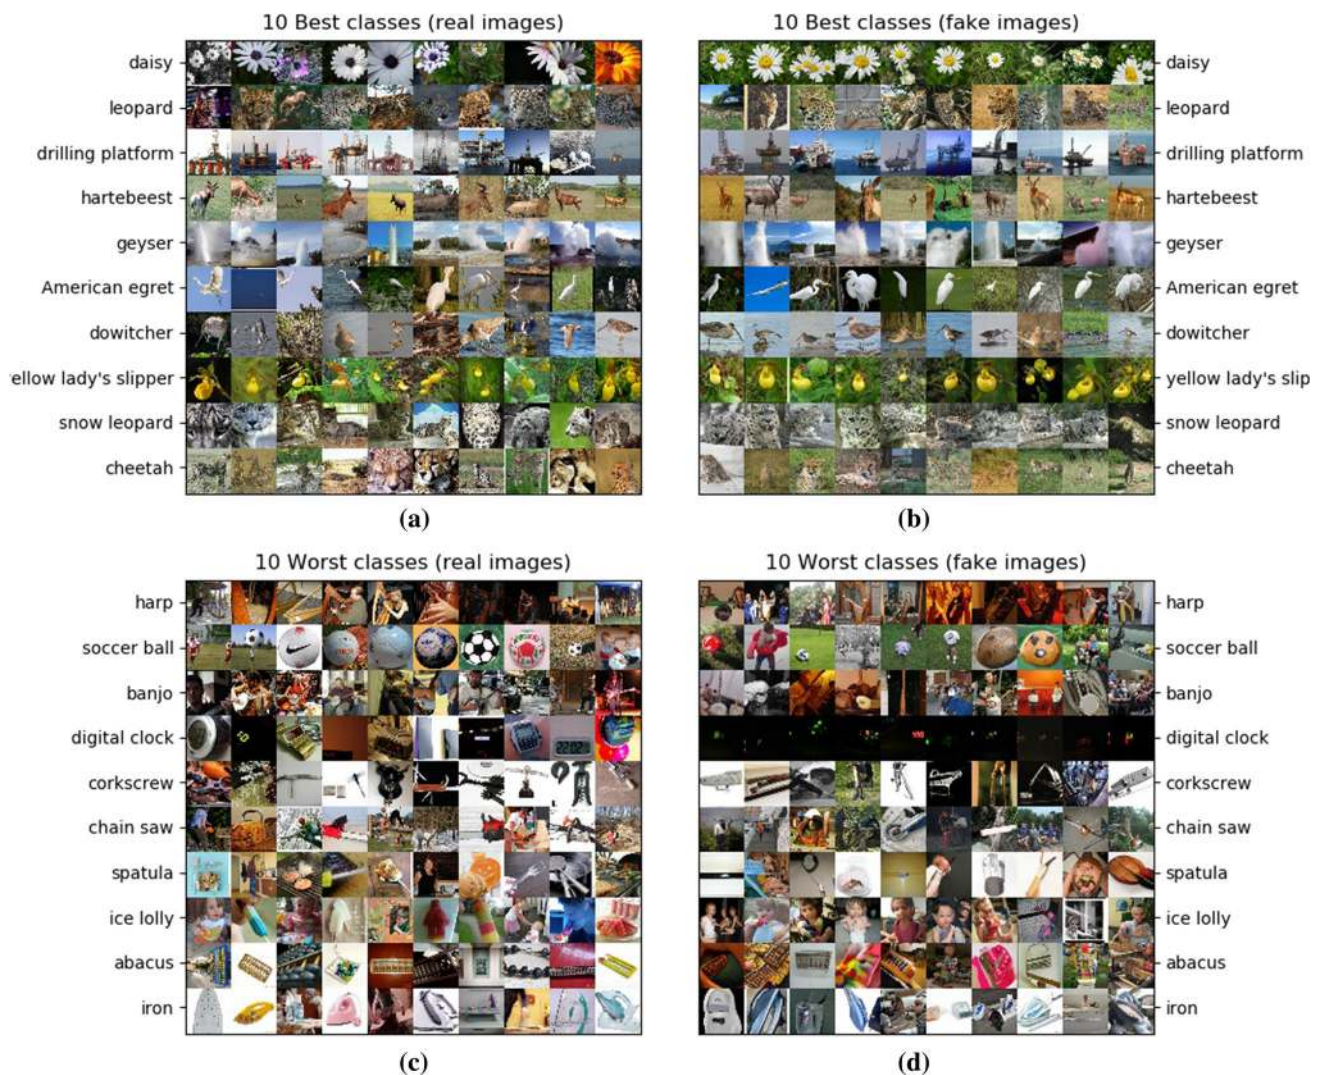 10 Best classes (real images)
daisy
leopard
drilling platform
hartebeest
geyser
American egret
dowitcher
ellow lady's slipper
snow leopard
cheetah
(a)
10 Best classes (fake images)
daisy
leopard
drilling platform
hartebeest
geyser
American egret
dowitcher
yellow lady's slip
snow leopard
cheetah
(b)
10 Worst classes (real images)
harp
soccer ball
banjo
digital clock
corkscrew
chain saw
spatula
ice lolly
abacus
iron
(c)
10 Worst classes (fake images)
harp
soccer ball
banjo
digital clock
corkscrew
chain saw
spatula
ice lolly
abacus
iron
(d)